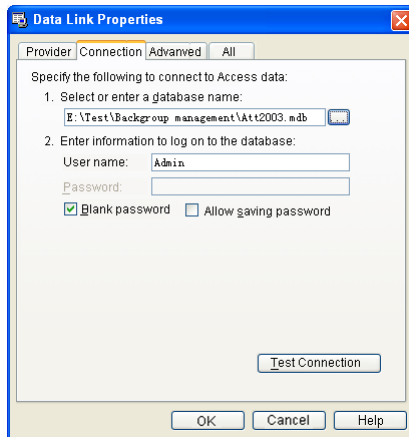 Data Link Properties
Provider Connection Advanved All
Specify the following to connect to Access data:
1. Select or enter a database name:
E:\Test\Backgroup management\Att2003.mdb ...
2. Enter information to log on to the database:
User name: Admin
Password:
Blank password Allow saving password
Test Connection
OK Cancel Help